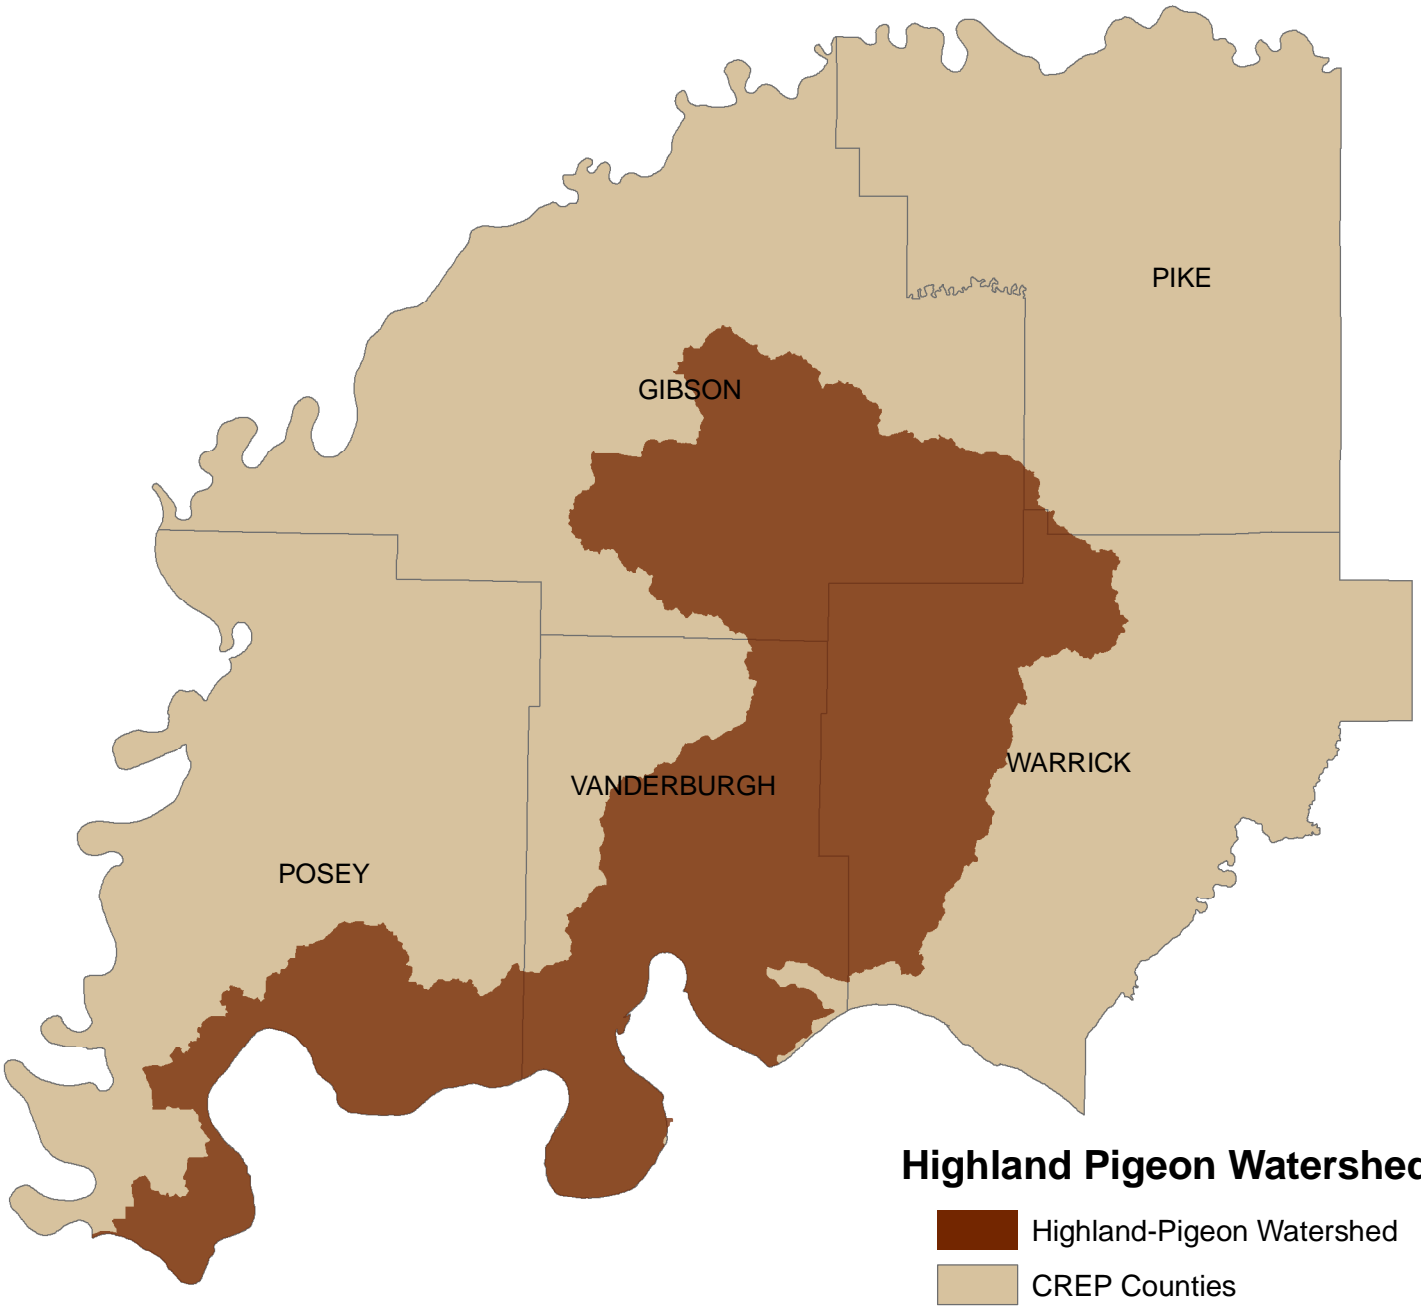 PIKE
GIBSON
WARRICK
VANDERBURGH
POSEY
Highland Pigeon Watershed
Highland-Pigeon Watershed
CREP Counties